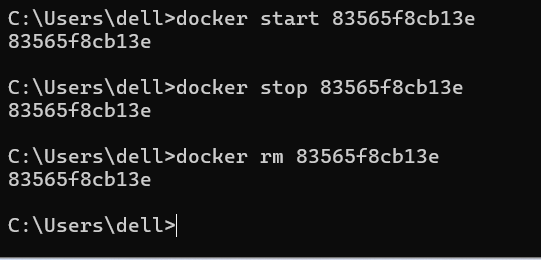 C:\Users\dell>docker start 83565f8cb13e
83565f8cb13e
C:\Users\dell>docker stop 83565f8cb13e
83565f8cb13e
C:\Users\dell>docker rm 83565f8cb13e
83565f8cb13e
C:\Users\dell>